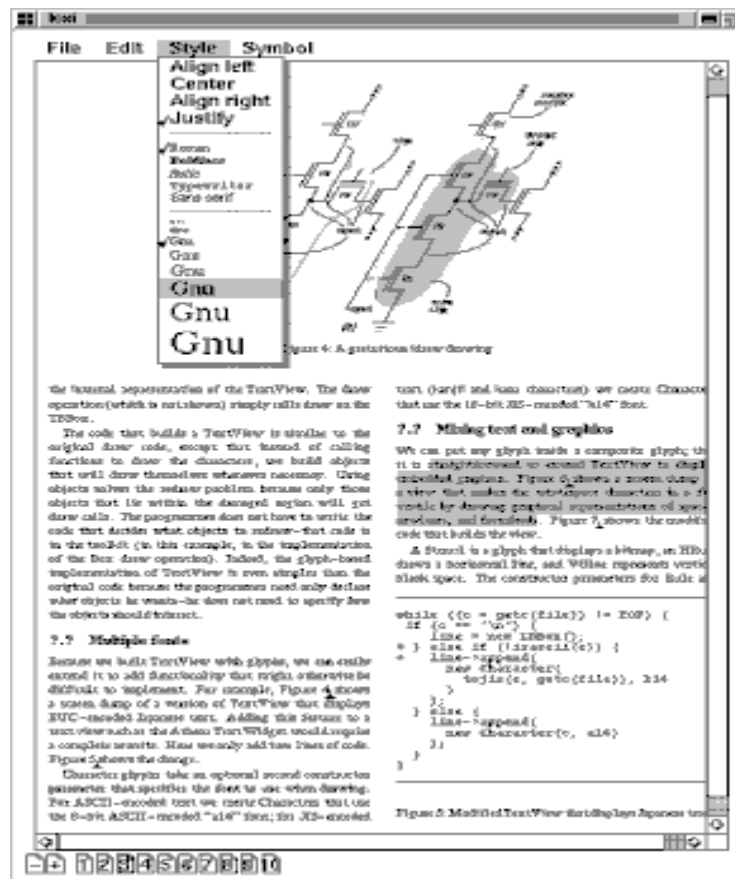 lexi
File Edit Style Symbol
Align left
Center
Align right
Justify
Roman
Boldface
Italic
Typewriter
Sans serif
Gnu
Gnu
Gnu
Gnu
Gnu
Gnu
Figure 4: A gratuitous idraw drawing
the internal representation of the TextView. The draw
operation (which is not shown) simply calls draw on the
TBBox.
The code that builds a TextView is similar to the
original draw code, except that instead of calling
functions to draw the characters, we build objects
that will draw themselves whenever necessary. Using
objects solves the redraw problem because only those
objects that lie within the damaged region will get
draw calls. The programmer does not have to write the
code that decides what objects to redraw–that code is
in the toolkit (in this example, in the implementation
of the Box draw operation). Indeed, the glyph-based
implementation of TextView is even simpler than the
original code because the programmer need only declare
what objects he wants–he does not need to specify how
the objects should interact.
?.? Multiple fonts
Because we built TextView with glyphs, we can easily
extend it to add functionality that might otherwise be
difficult to implement. For example, Figure 4 shows
a screen dump of a version of TextView that displays
EUC-encoded Japanese text. Adding this feature to a
text view such as the Athena Text Widget would require
a complete rewrite. Here we only add two lines of code.
Figure 5 shows the change.
Character glyphs take an optional second constructor
parameter that specifies the font to use when drawing.
For ASCII-encoded text we create Characters that use
the 8-bit ASCII-encoded "a14" font; for JIS-encoded
text (kanji and kana characters) we create Character
that use the 16-bit JIS-encoded "k14" font.
?.? Mixing text and graphics
We can put any glyph inside a composite glyph; th
it is straightforward to extend TextView to displ
embedded graphics. Figure 6 shows a screen dump
a view that makes the whitespace characters in a fi
visible by drawing graphical representations of spac
newlines, and formfeeds. Figure 7 shows the modifi
code that builds the view.
A Stencil is a glyph that displays a bitmap, an HRu
draws a horizontal line, and VGlue represents vertic
blank space. The constructor parameters for Rule a
while ((c = getc(file)) != EOF) {
if (c == '\n') {
line = new LRBox();
+ } else if (!isascii(c)) {
+ line->append(
new Character(
tojis(c, getc(file)), k14
)
);
} else {
line->append(
new Character(c, a14)
);
}
}
Figure 5: Modified TextView that displays Japanese text
1 2 3 4 5 6 7 8 9 10